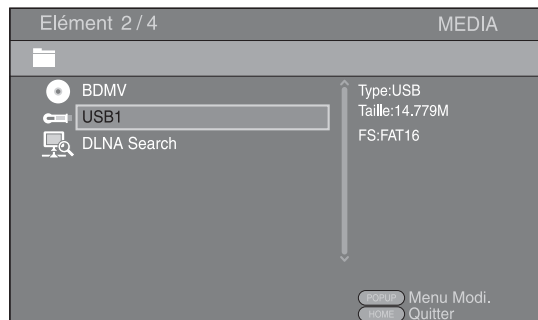 Elément 2/4 MEDIA
BDMV
USB1
DLNA Search
Type:USB
Taille:14.779M
FS:FAT16
POPUP Menu Modi.
HOME Quitter